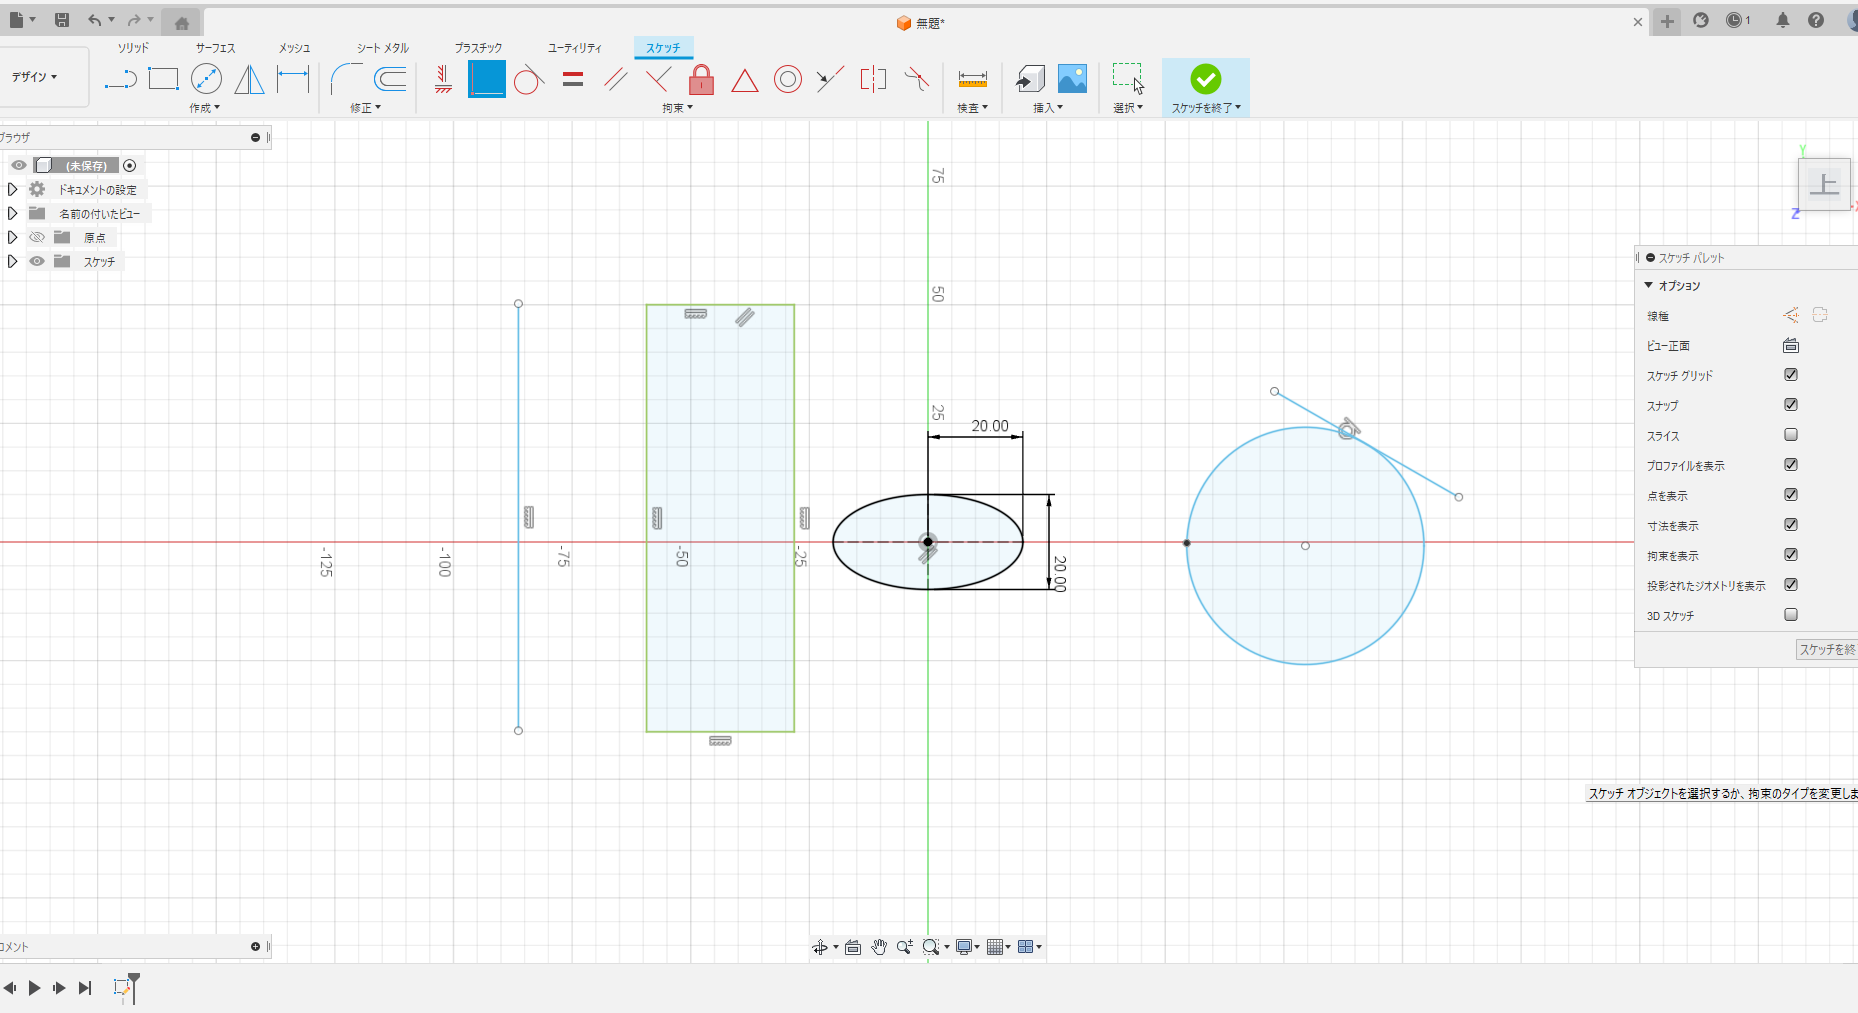 無題*
1
ソリッド
サーフェス
メッシュ
シート メタル
プラスチック
ユーティリティ
スケッチ
デザイン
作成
修正
拘束
検査
挿入
選択
スケッチを終了
ブラウザ
(未保存)
ドキュメントの設定
名前の付いたビュー
原点
スケッチ
75
50
25
20.00
20.00
-125
-100
-75
-50
-25
Y
上
Z
X
スケッチ パレット
オプション
線種
ビュー正面
スケッチ グリッド
スナップ
スライス
プロファイルを表示
点を表示
寸法を表示
拘束を表示
投影されたジオメトリを表示
3D スケッチ
スケッチを終
スケッチ オブジェクトを選択するか、拘束のタイプを変更しま
コメント